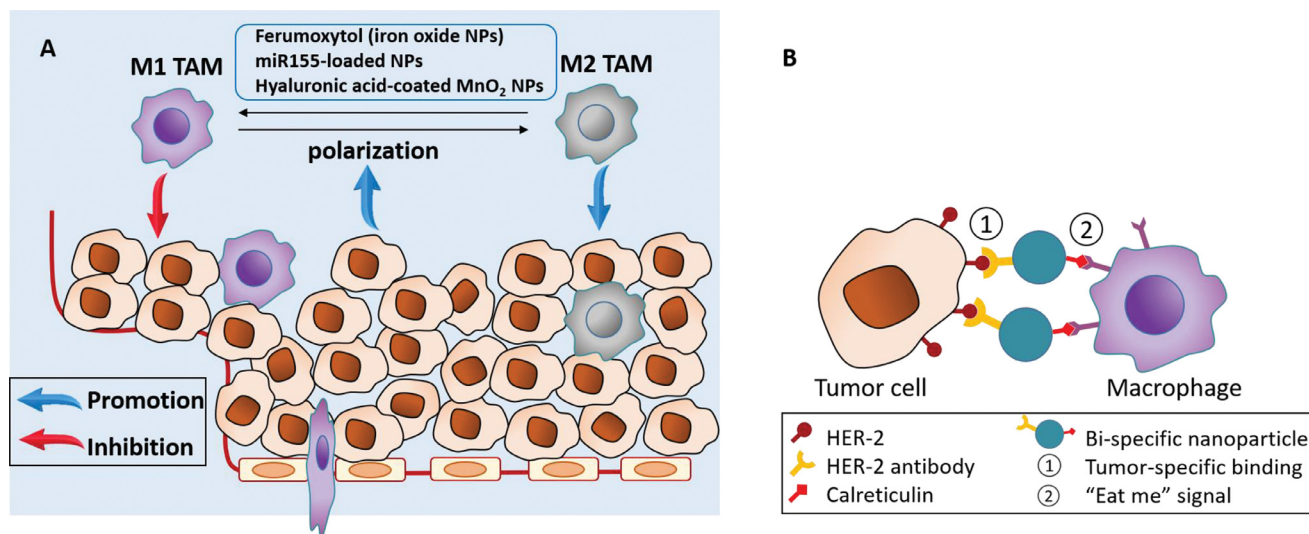 A
M1 TAM
Ferumoxytol (iron oxide NPs)
miR155-loaded NPs
Hyaluronic acid-coated MnO₂ NPs
M2 TAM
polarization
Promotion
Inhibition
B
1
2
Tumor cell
Macrophage
HER-2
HER-2 antibody
Calreticulin
Bi-specific nanoparticle
1 Tumor-specific binding
2 “Eat me” signal